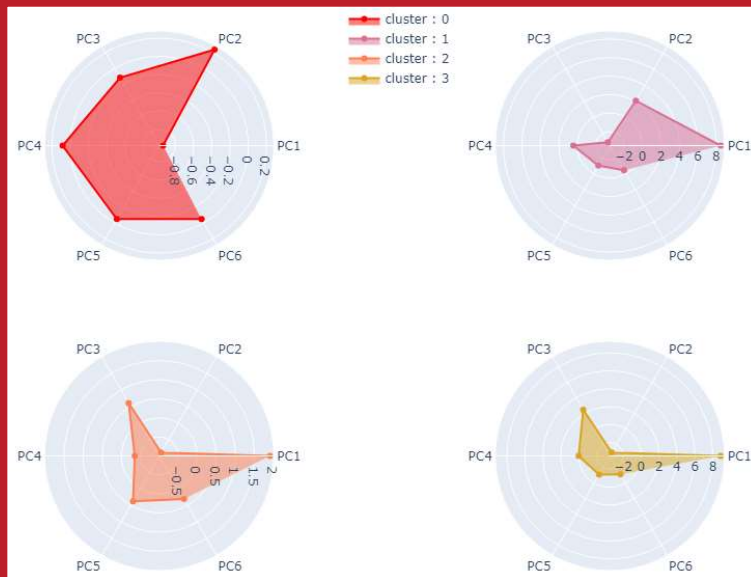 cluster : 0
cluster : 1
cluster : 2
cluster : 3
PC3
PC2
PC4
PC1
PC5
PC6
−0.8
−0.6
−0.4
−0.2
0
0.2
PC3
PC2
PC4
PC1
PC5
PC6
−2 0 2 4 6 8
PC3
PC2
PC4
PC1
PC5
PC6
−0.5
0
0.5
1
1.5
2
PC3
PC2
PC4
PC1
PC5
PC6
−2 0 2 4 6 8